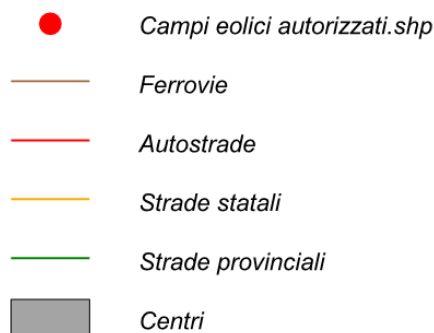 Campi eolici autorizzati.shp
Ferrovie
Autostrade
Strade statali
Strade provinciali
Centri